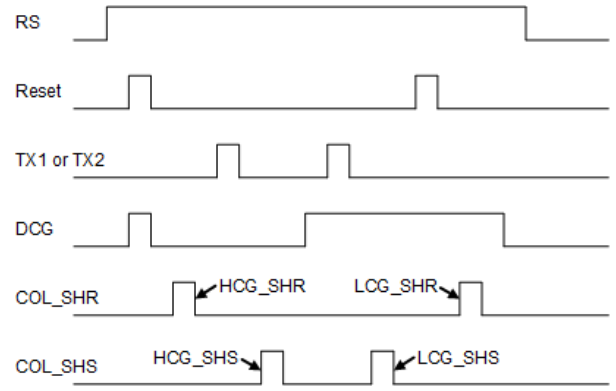 RS
Reset
TX1 or TX2
DCG
COL_SHR
HCG_SHR
LCG_SHR
COL_SHS
HCG_SHS
LCG_SHS